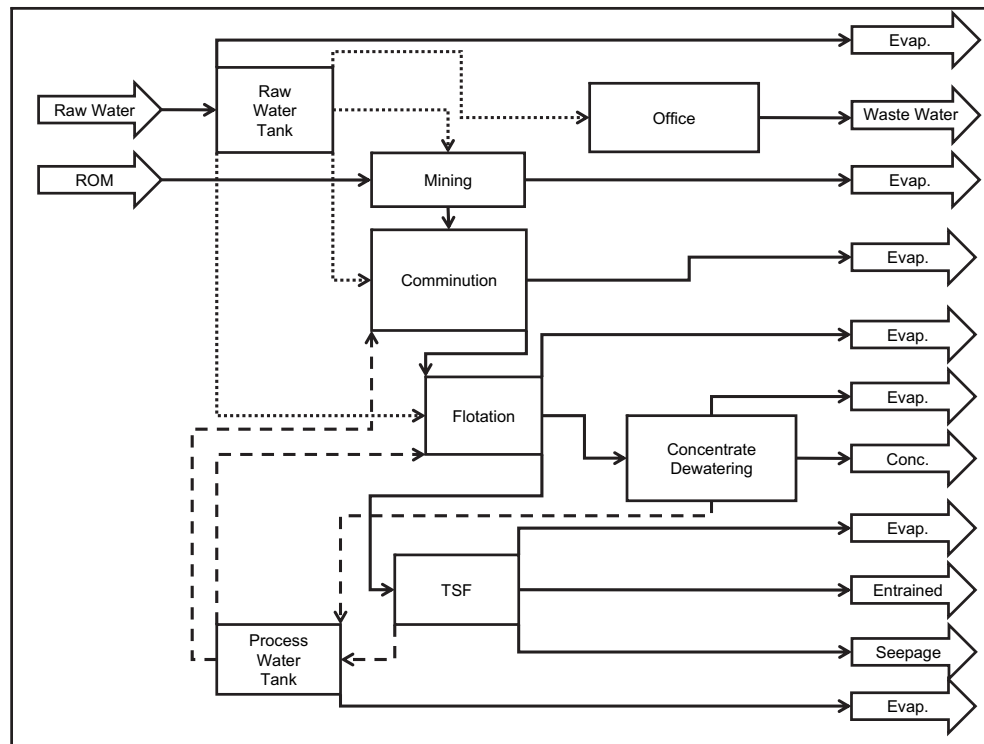 Evap.
Raw Water
Raw
Water
Tank
Office
Waste Water
ROM
Mining
Evap.
Comminution
Evap.
Evap.
Flotation
Evap.
Concentrate
Dewatering
Conc.
Evap.
TSF
Entrained
Process
Water
Tank
Seepage
Evap.